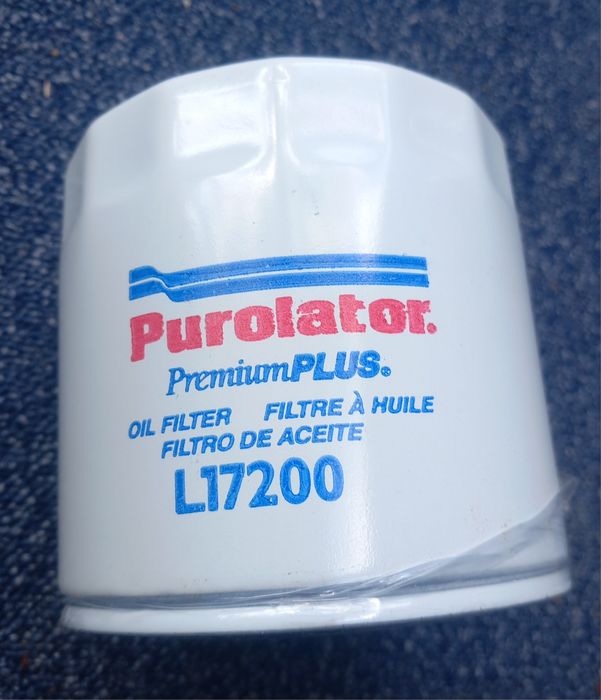 Purolator®
PremiumPLUS®
OIL FILTER FILTRE À HUILE
FILTRO DE ACEITE
L17200